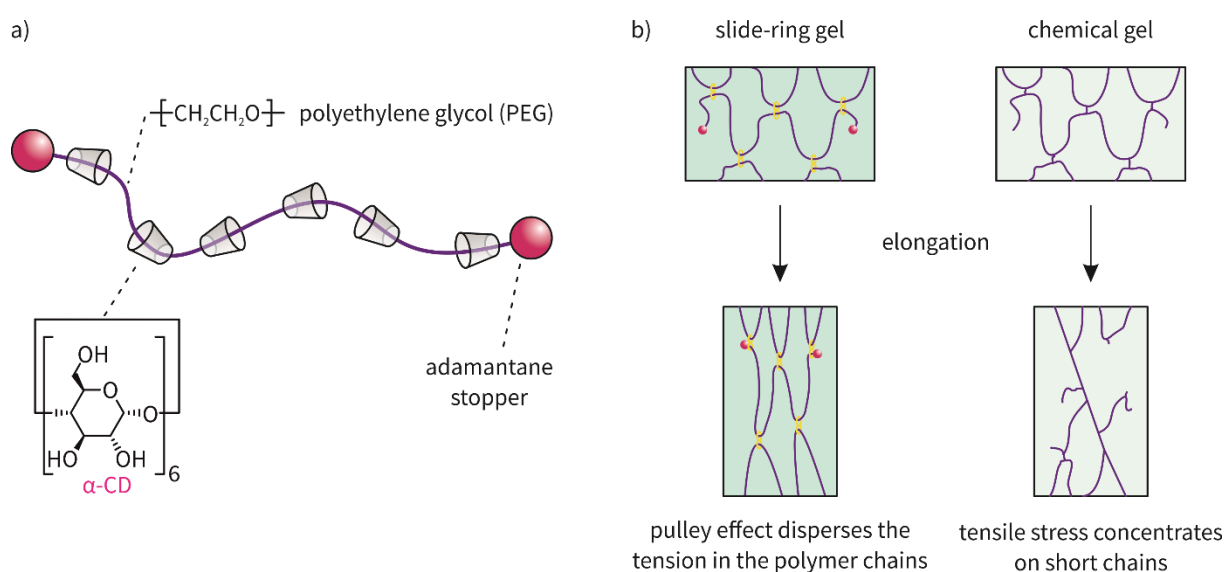 a)
–[CH₂CH₂O]– polyethylene glycol (PEG)
adamantane
stopper
OH
O
O
HO
OH
6
α-CD
b)
slide-ring gel
chemical gel
elongation
pulley effect disperses the
tension in the polymer chains
tensile stress concentrates
on short chains